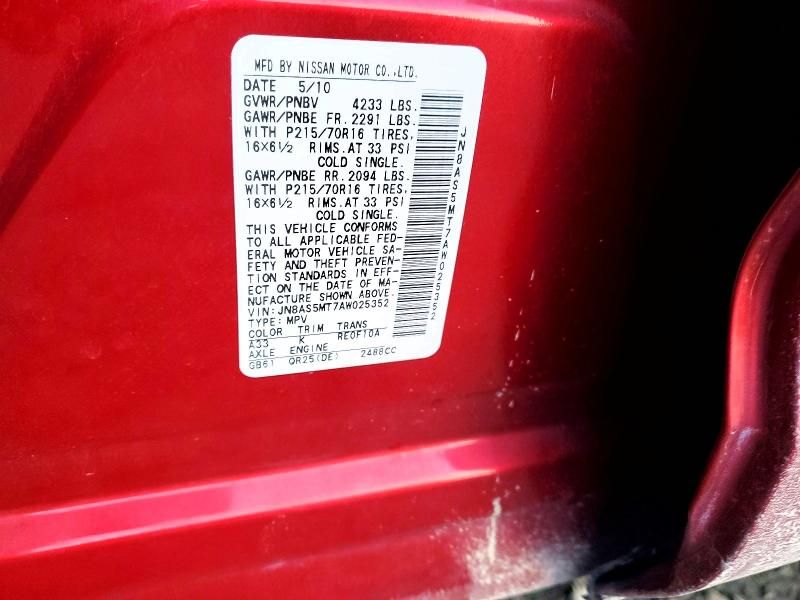 MFD BY NISSAN MOTOR CO.,LTD.
DATE 5/10
GVWR/PNBV 4233 LBS.
GAWR/PNBE FR. 2291 LBS.
WITH P215/70R16 TIRES,
16×6½ RIMS.AT 33 PSI
COLD SINGLE.
GAWR/PNBE RR. 2094 LBS.
WITH P215/70R16 TIRES,
16×6½ RIMS.AT 33 PSI
COLD SINGLE.
THIS VEHICLE CONFORMS
TO ALL APPLICABLE FED-
ERAL MOTOR VEHICLE SA-
FETY AND THEFT PREVEN-
TION STANDARDS IN EFF-
ECT ON THE DATE OF MA-
NUFACTURE SHOWN ABOVE.
VIN: JN8AS5MT7AW025352
TYPE: MPV
COLOR TRIM TRANS
A33 K RE0F10A
AXLE ENGINE
GB61 QR25(DE) 2488CC
JN8AS5MT7AW025352